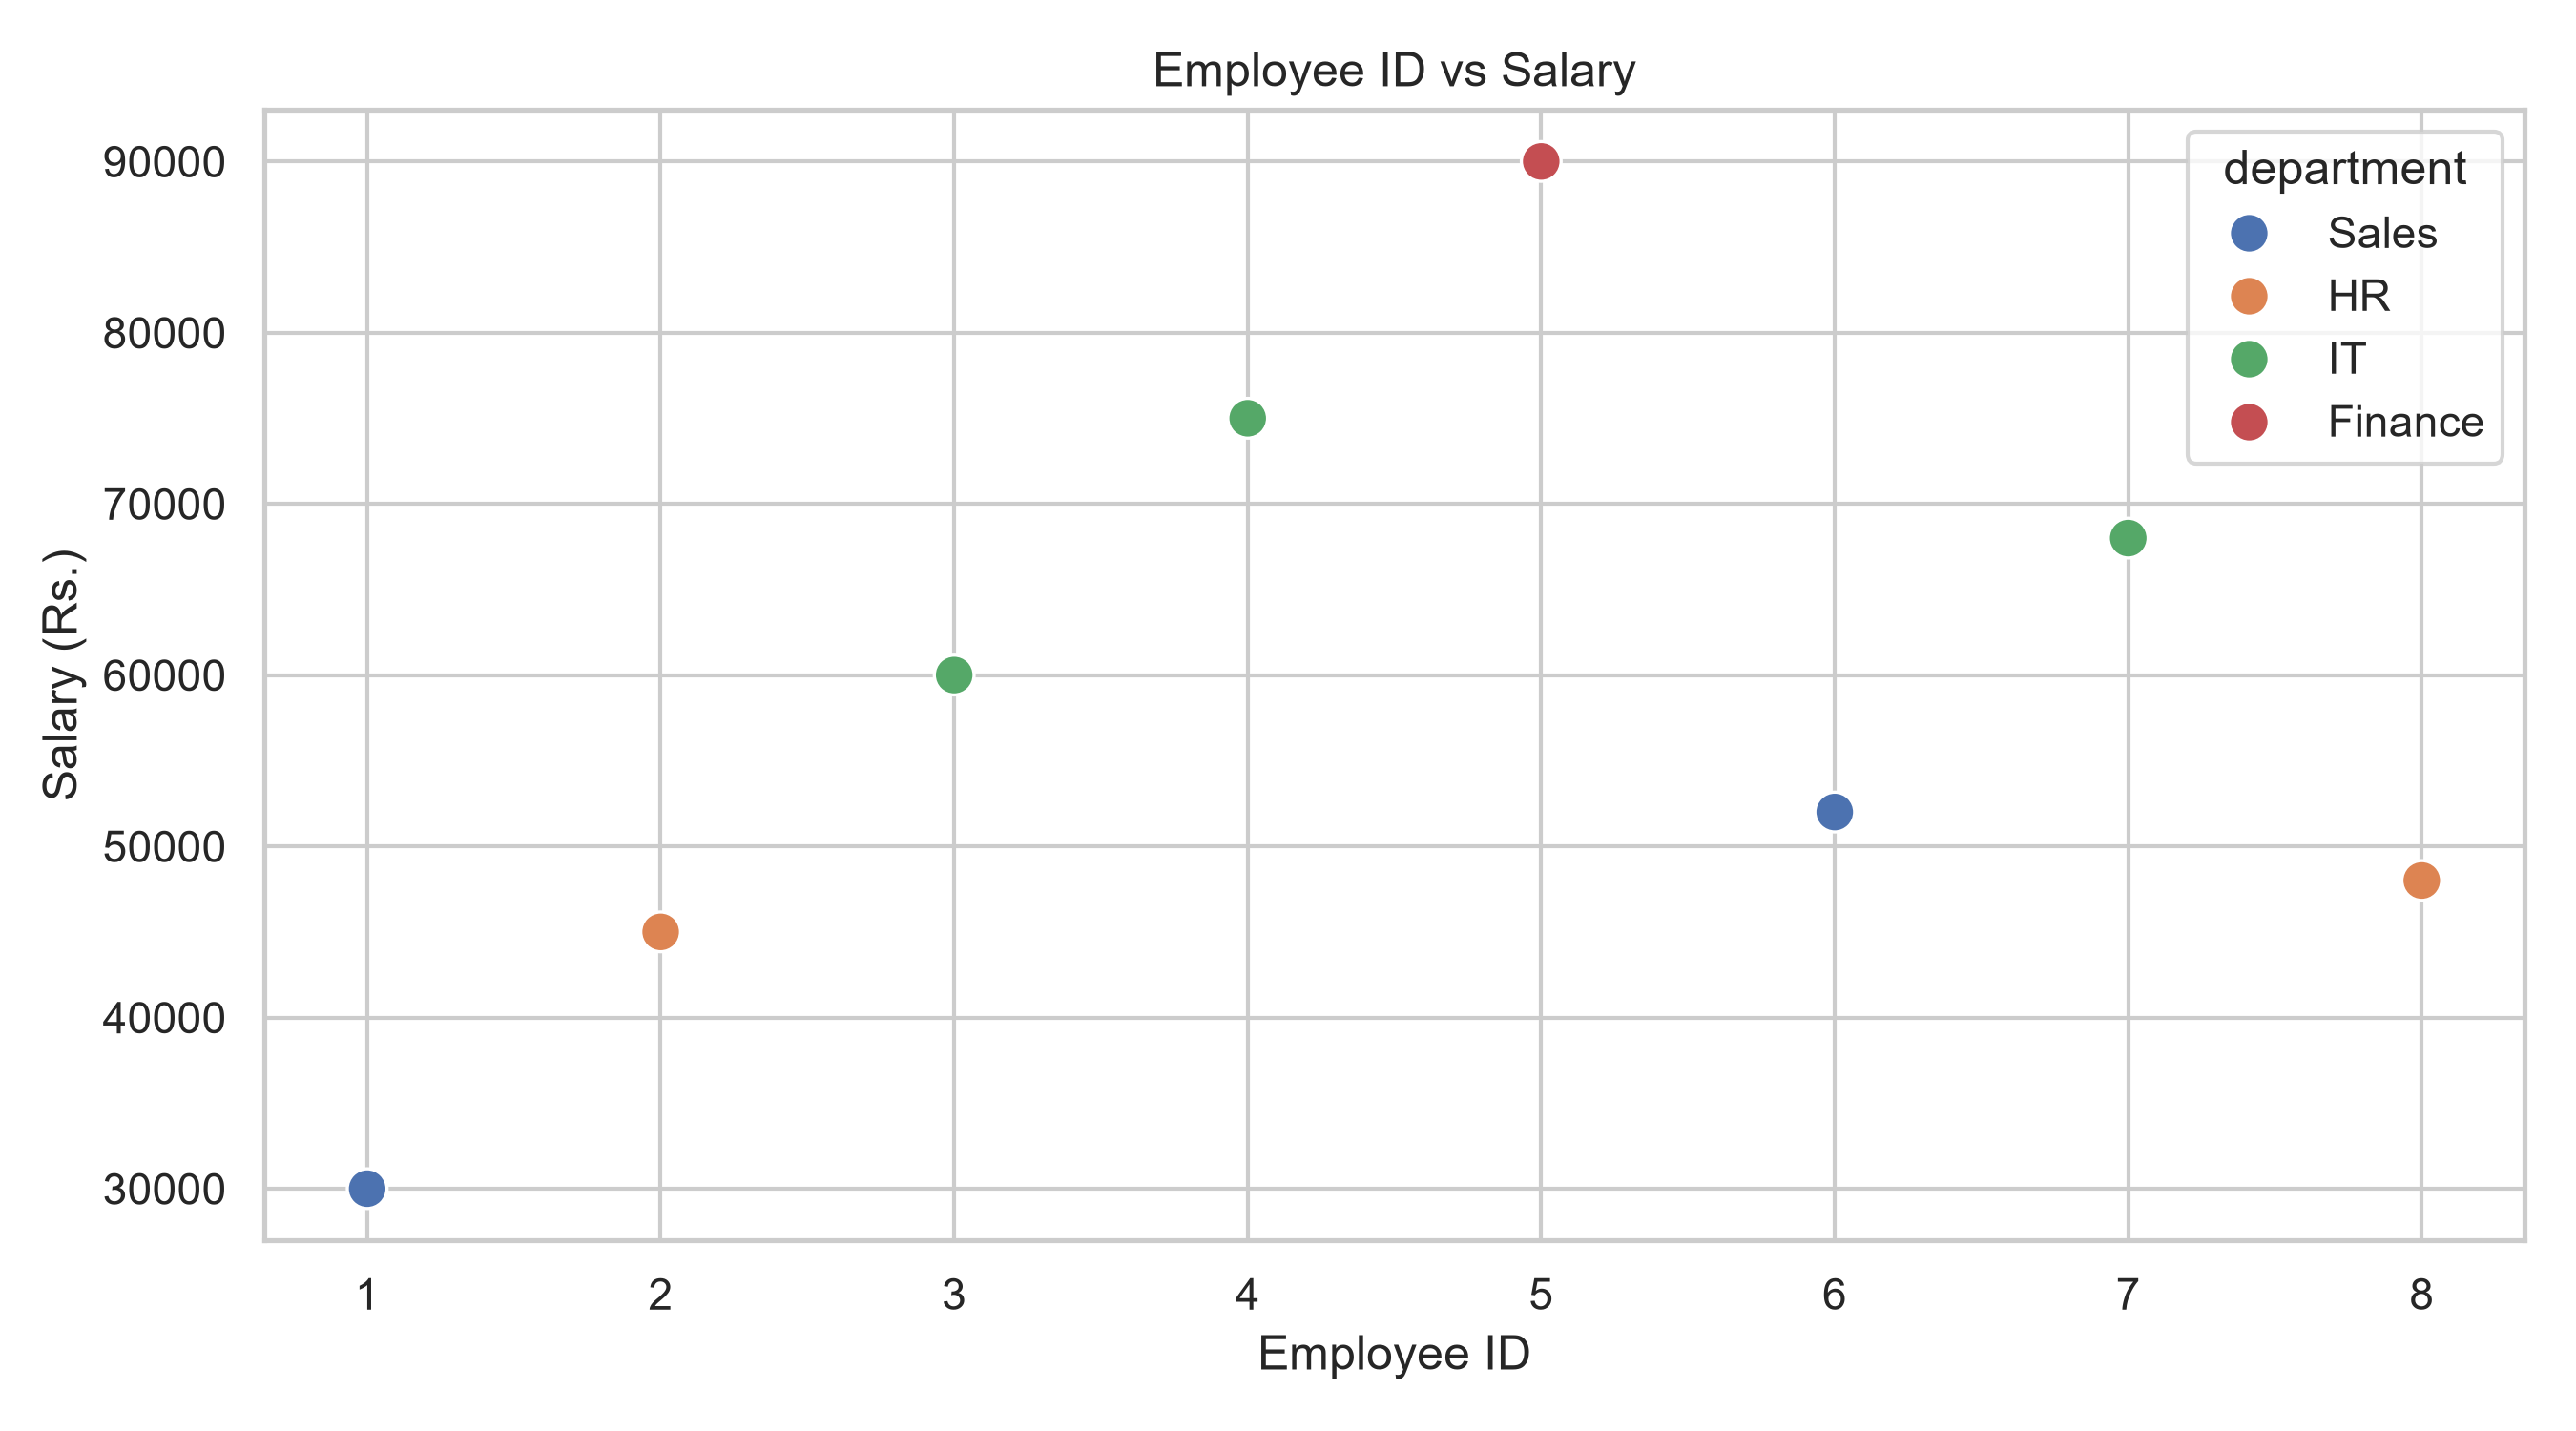 Employee ID vs Salary
90000
80000
70000
60000
50000
40000
30000
Salary (Rs.)
department
Sales
HR
IT
Finance
1 2 3 4 5 6 7 8
Employee ID